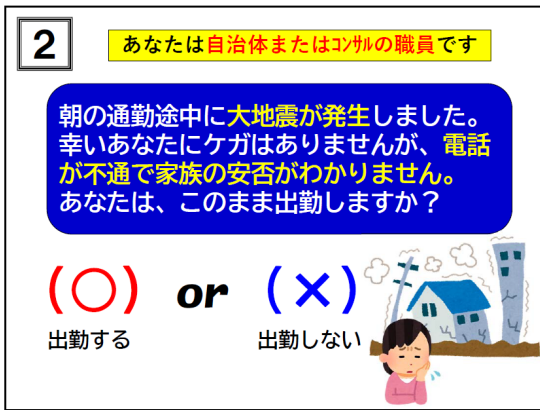 2
あなたは自治体またはｺﾝｻﾙの職員です
朝の通勤途中に大地震が発生しました。
幸いあなたにケガはありませんが、電話
が不通で家族の安否がわかりません。
あなたは、このまま出勤しますか？
(○) or (×)
出勤する 出勤しない